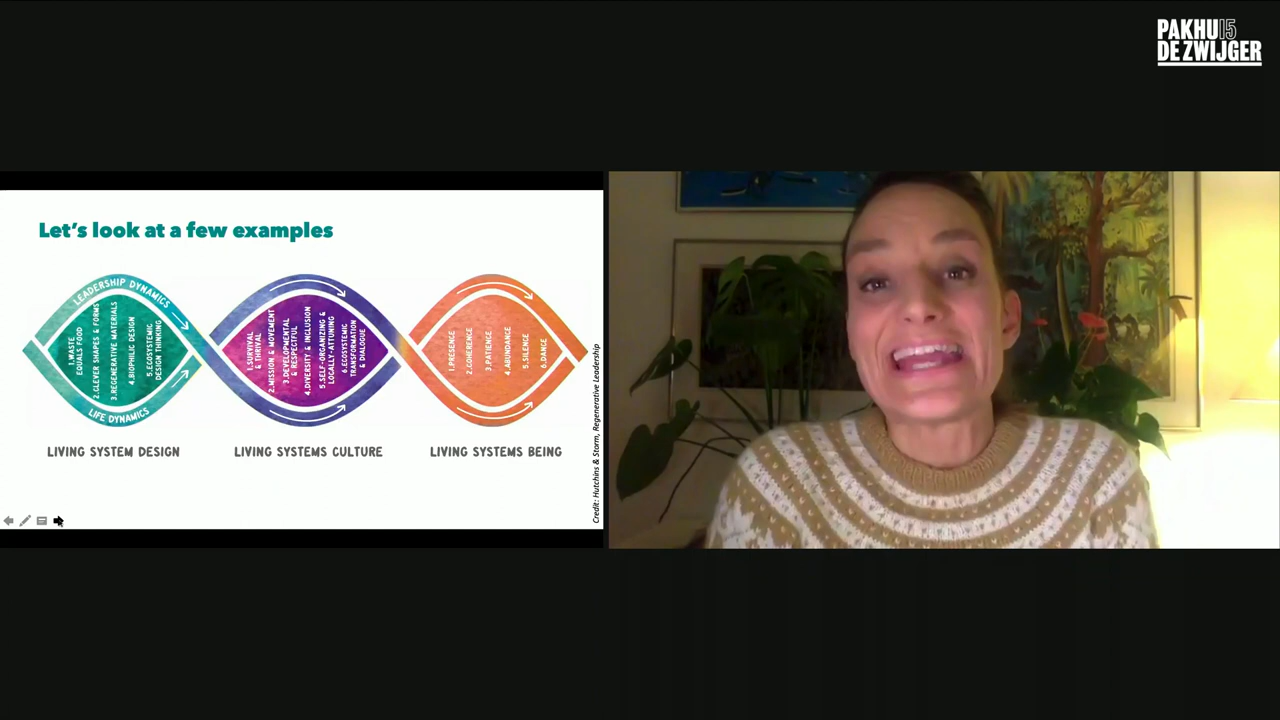 PAKHU15
DE ZWIJGER
Let's look at a few examples
LEADERSHIP DYNAMICS
1.WASTE
EQUALS FOOD
2.CLEVER SHAPES & FORMS
3.REGENERATIVE MATERIALS
4.BIOPHILIC DESIGN
5.ECOSYSTEMIC
DESIGN THINKING
LIFE DYNAMICS
LIVING SYSTEM DESIGN
1.SURVIVAL
& THRIVAL
2.MISSION & MOVEMENT
3.DEVELOPMENTAL
& RESPECTFUL
4.DIVERSITY & INCLUSION
5.SELF-ORGANIZING &
LOCALLY-ATTUNING
6.ECOSYSTEMIC
TRANSFORMATION
& DIALOGUE
LIVING SYSTEMS CULTURE
1.PRESENCE
2.COHERENCE
3.PATIENCE
4.ABUNDANCE
5.SILENCE
6.DANCE
LIVING SYSTEMS BEING
Credit: Hutchins & Storm, Regenerative Leadership